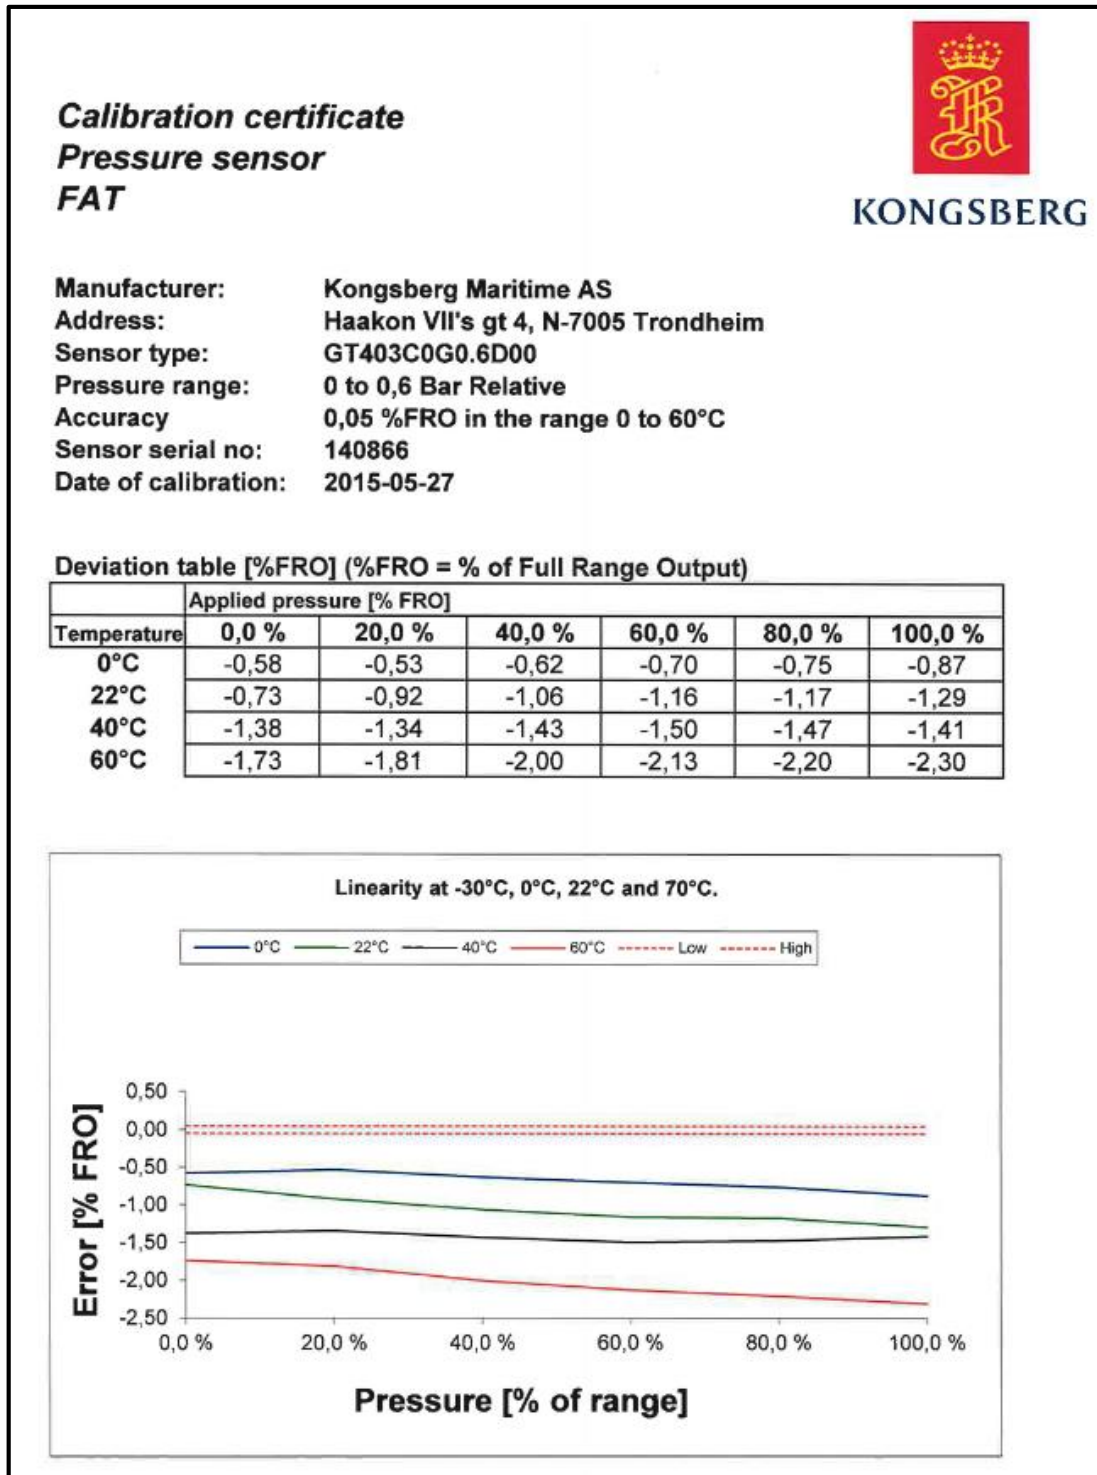 Calibration certificate
Pressure sensor
FAT
KONGSBERG
Manufacturer: Kongsberg Maritime AS
Address: Haakon VII's gt 4, N-7005 Trondheim
Sensor type: GT403C0G0.6D00
Pressure range: 0 to 0,6 Bar Relative
Accuracy 0,05 %FRO in the range 0 to 60°C
Sensor serial no: 140866
Date of calibration: 2015-05-27
Deviation table [%FRO] (%FRO = % of Full Range Output)
Applied pressure [% FRO]
Temperature 0,0 % 20,0 % 40,0 % 60,0 % 80,0 % 100,0 %
0°C -0,58 -0,53 -0,62 -0,70 -0,75 -0,87
22°C -0,73 -0,92 -1,06 -1,16 -1,17 -1,29
40°C -1,38 -1,34 -1,43 -1,50 -1,47 -1,41
60°C -1,73 -1,81 -2,00 -2,13 -2,20 -2,30
Linearity at -30°C, 0°C, 22°C and 70°C.
0°C 22°C 40°C 60°C Low High
Error [% FRO]
0,50
0,00
-0,50
-1,00
-1,50
-2,00
-2,50
0,0 % 20,0 % 40,0 % 60,0 % 80,0 % 100,0 %
Pressure [% of range]